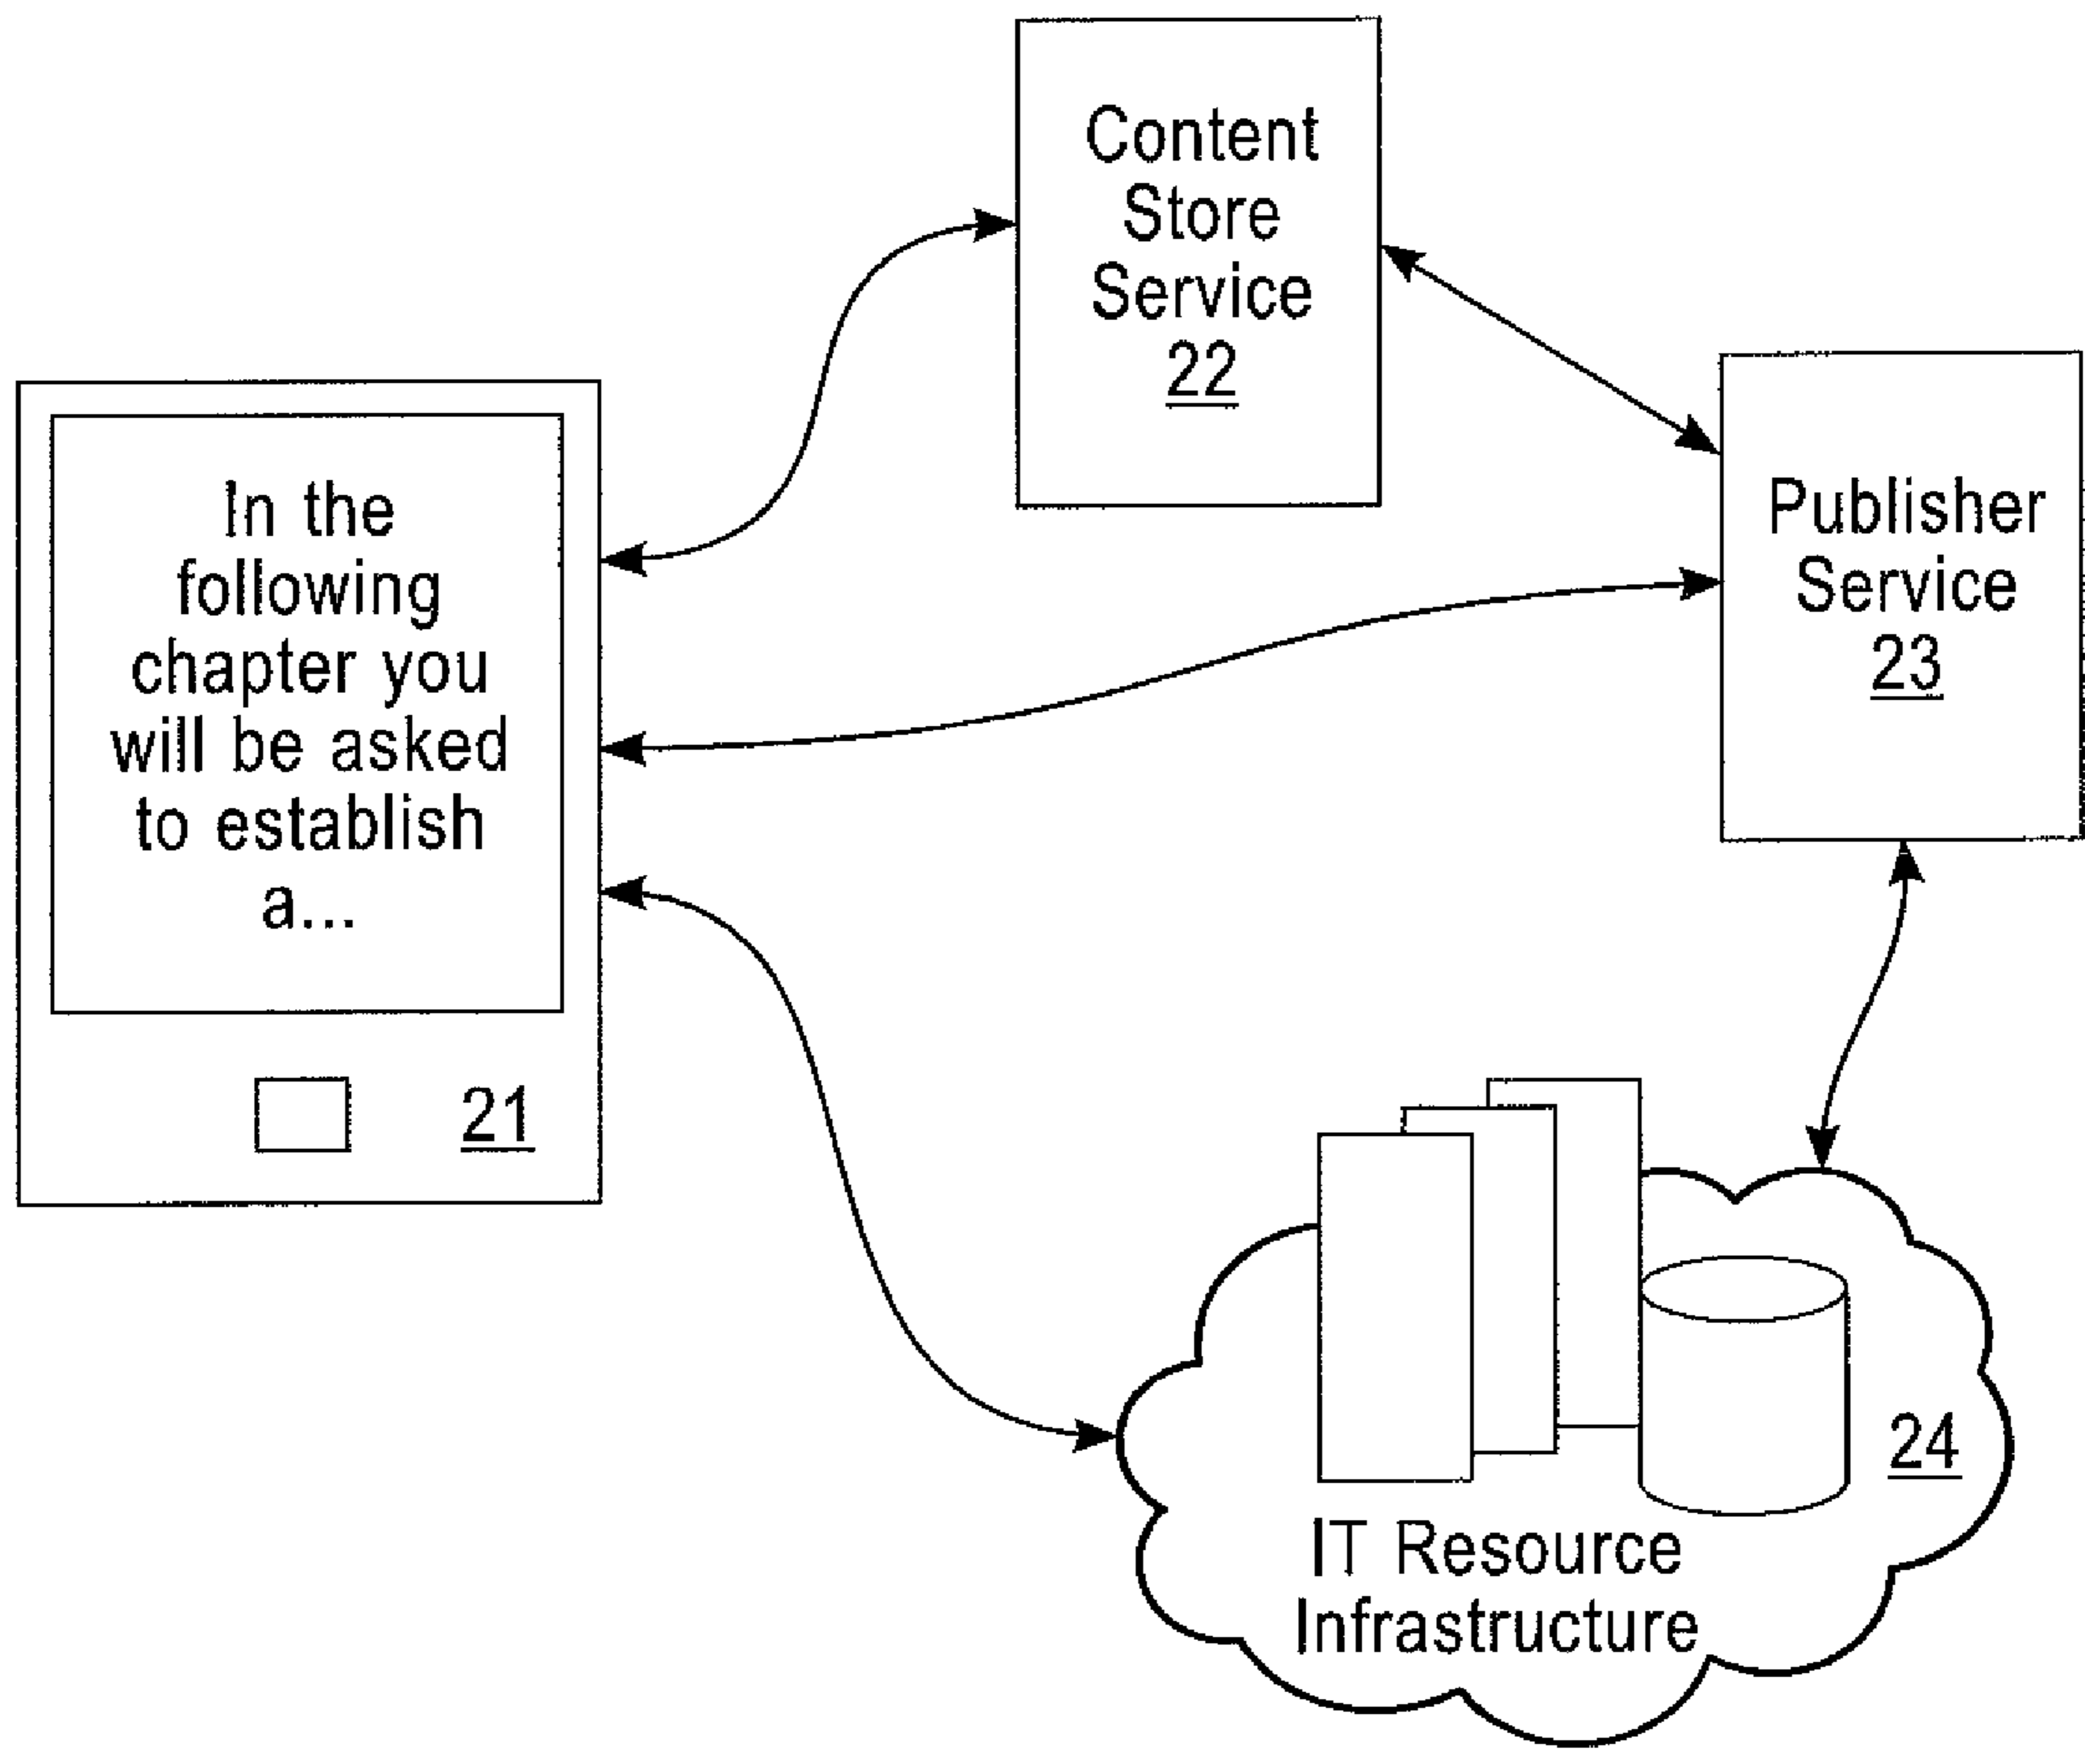 In the
following
chapter you
will be asked
to establish
a...
21
Content
Store
Service
22
Publisher
Service
23
24
IT Resource
Infrastructure